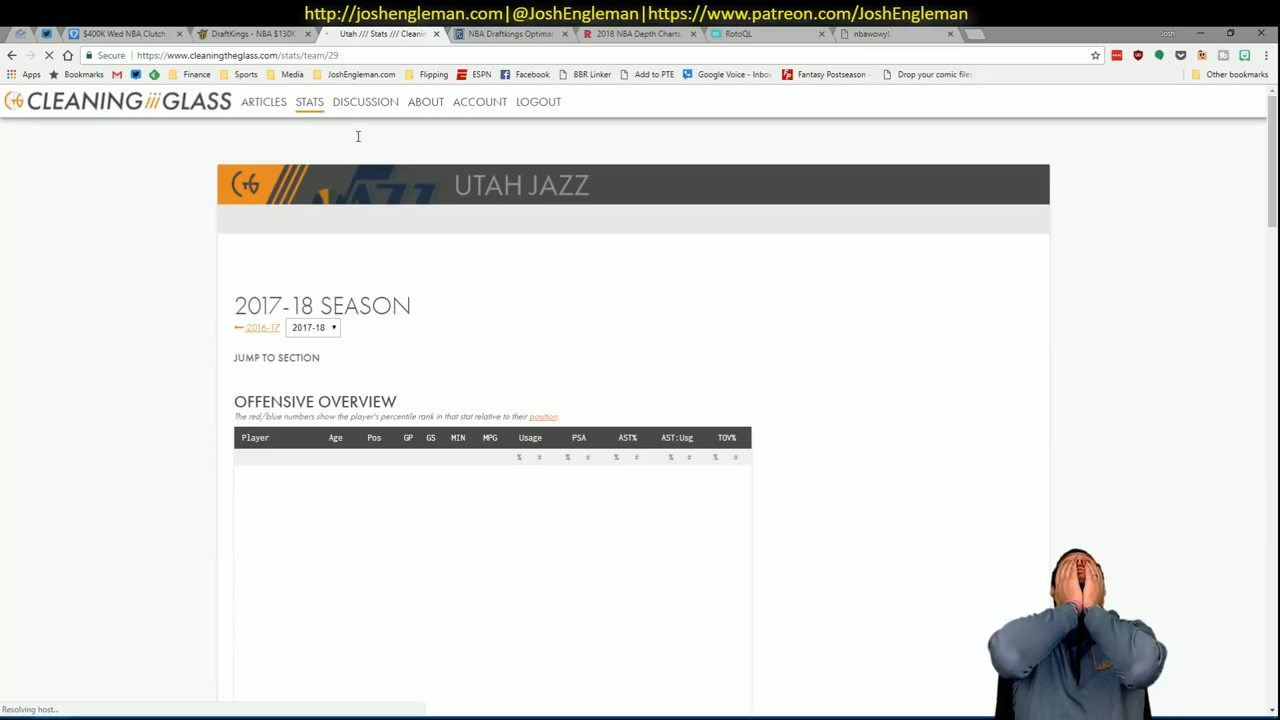 http://joshengleman.com|@JoshEngleman|https://www.patreon.com/JoshEngleman
$400K Wed NBA Clutch
DraftKings - NBA $130K
Utah /// Stats /// Cleanin
NBA Draftkings Optima
2018 NBA Depth Charts
RotoQL
nbawowy!
Josh
Secure
https://www.cleaningtheglass.com/stats/team/29
Apps
Bookmarks
Finance
Sports
Media
JoshEngleman.com
Flipping
ESPN
Facebook
BBR Linker
Add to PTE
Google Voice - Inbo
Fantasy Postseason -
Drop your comic files
Other bookmarks
CLEANING GLASS
ARTICLES
STATS
DISCUSSION
ABOUT
ACCOUNT
LOGOUT
CTG
JAZZ
UTAH JAZZ
2017-18 SEASON
← 2016-17
2017-18
JUMP TO SECTION
OFFENSIVE OVERVIEW
The red/blue numbers show the player's percentile rank in that stat relative to their position.
Player Age Pos GP GS MIN MPG Usage PSA AST% AST:Usg TOV%
% # % # % # % # % #
Resolving host...